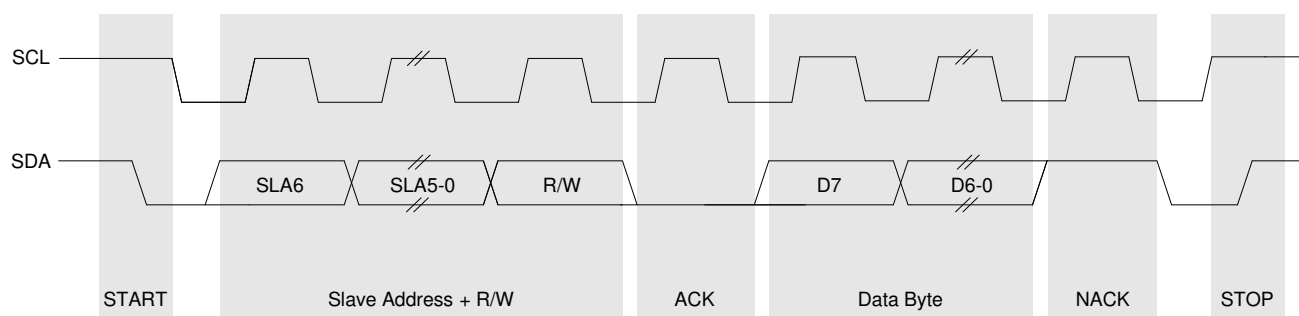 SCL
SDA
SLA6 SLA5-0 R/W D7 D6-0
START Slave Address + R/W ACK Data Byte NACK STOP